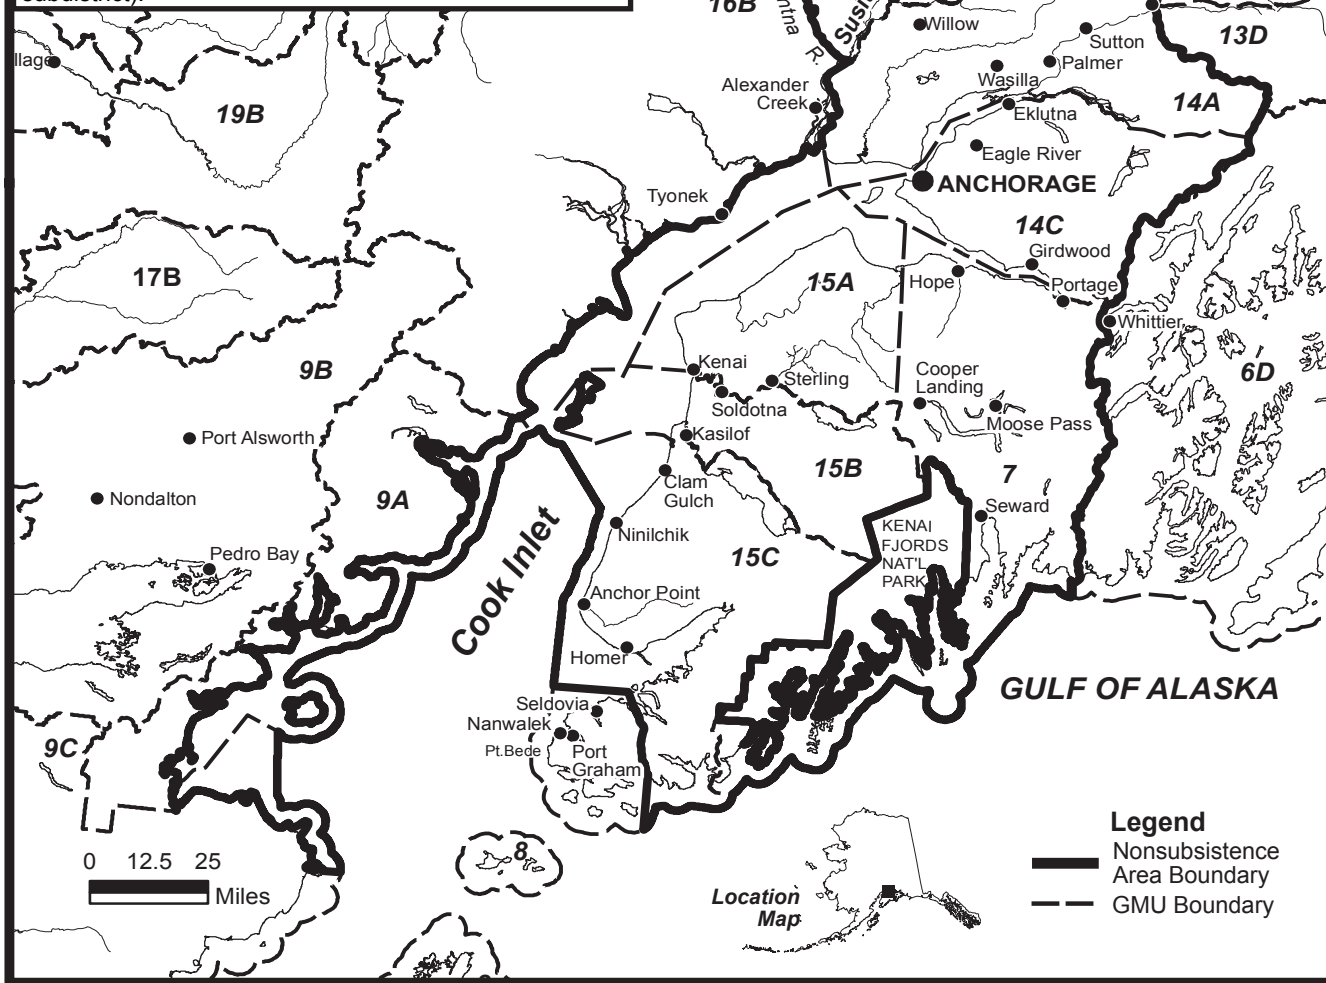 subdistrict).
16B
ntna
R.
Willow
Sutton
13D
llage
Palmer
Wasilla
Alexander
Creek
19B
14A
Eklutna
Eagle River
ANCHORAGE
Tyonek
14C
Girdwood
17B
15A
Hope
Portage
Whittier
9B
Kenai
Sterling
Cooper
Landing
6D
Soldotna
Moose Pass
Port Alsworth
Kasilof
15B
7
Clam
Gulch
Nondalton
9A
Seward
Ninilchik
KENAI
FJORDS
NAT'L
PARK
Pedro Bay
Cook Inlet
15C
Anchor Point
Homer
GULF OF ALASKA
Seldovia
Nanwalek
9C
Pt.Bede
Port
Graham
Legend
Nonsubsistence
Area Boundary
GMU Boundary
8
0 12.5 25
Miles
Location
Map